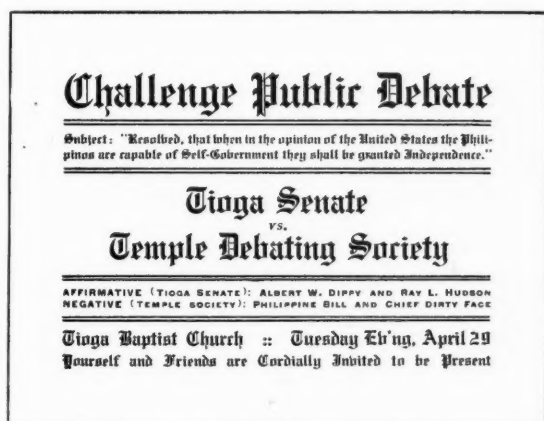 Challenge Public Debate
Subject: "Resolved, that when in the opinion of the United States the Phili-
pinos are capable of Self-Government they shall be granted Independence."
Tioga Senate
vs.
Temple Debating Society
AFFIRMATIVE (TIOGA SENATE): ALBERT W. DIPPY AND RAY L. HUDSON
NEGATIVE (TEMPLE SOCIETY): PHILIPPINE BILL AND CHIEF DIRTY FACE
Tioga Baptist Church :: Tuesday Ev'ng, April 29
Yourself and Friends are Cordially Invited to be Present